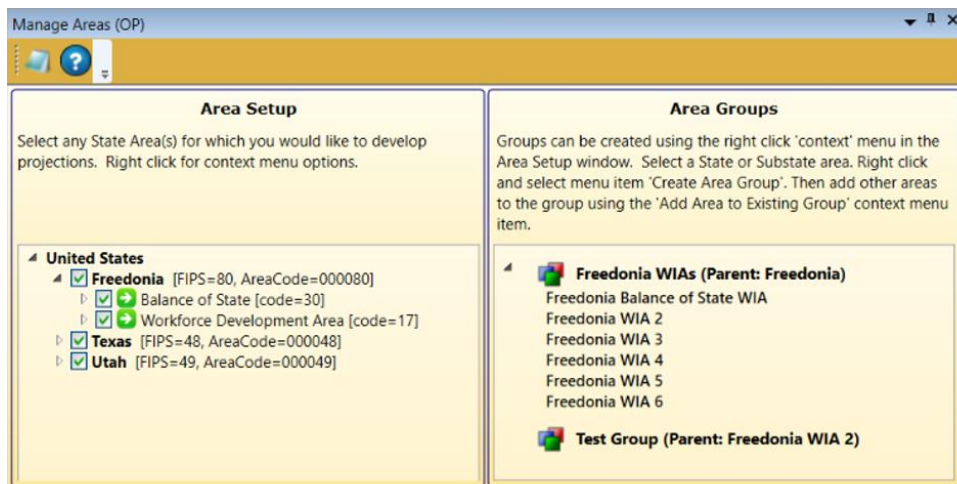 Manage Areas (OP)
Area Setup
Select any State Area(s) for which you would like to develop
projections. Right click for context menu options.
United States
Freedonia [FIPS=80, AreaCode=000080]
Balance of State [code=30]
Workforce Development Area [code=17]
Texas [FIPS=48, AreaCode=000048]
Utah [FIPS=49, AreaCode=000049]
Area Groups
Groups can be created using the right click 'context' menu in the
Area Setup window. Select a State or Substate area. Right click
and select menu item 'Create Area Group'. Then add other areas
to the group using the 'Add Area to Existing Group' context menu
item.
Freedonia WIAs (Parent: Freedonia)
Freedonia Balance of State WIA
Freedonia WIA 2
Freedonia WIA 3
Freedonia WIA 4
Freedonia WIA 5
Freedonia WIA 6
Test Group (Parent: Freedonia WIA 2)